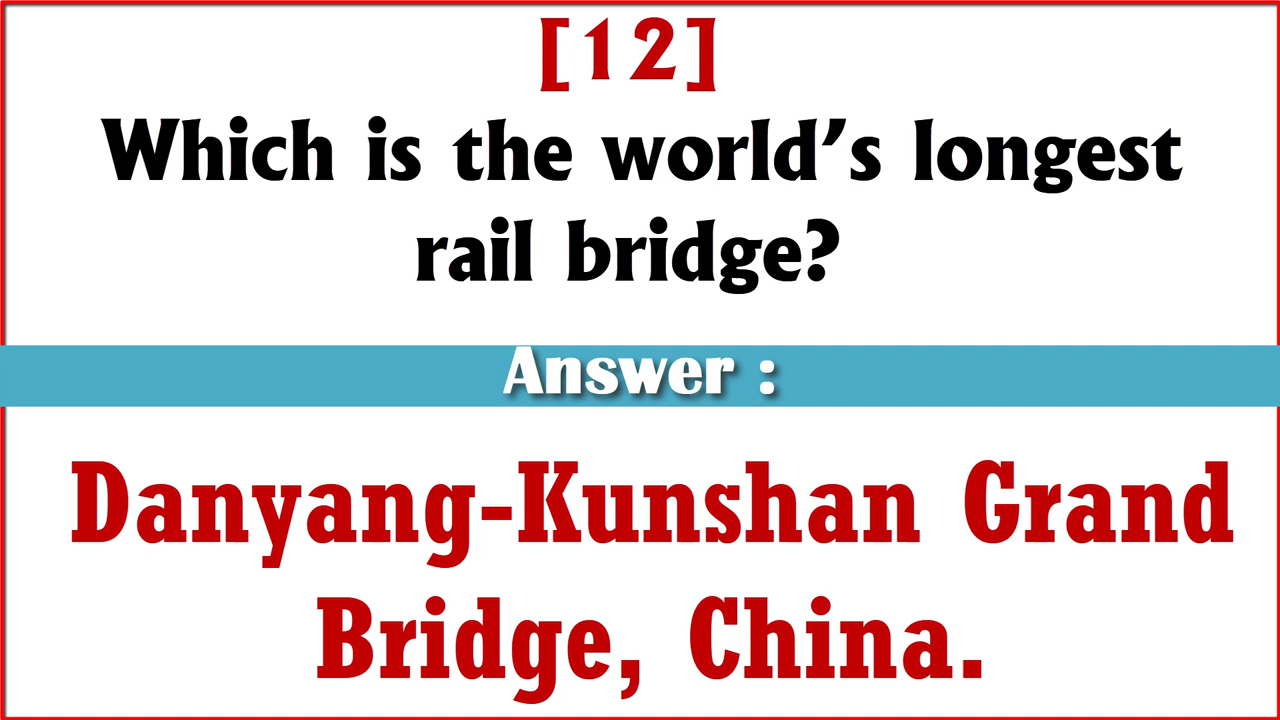 [12]
Which is the world’s longest
rail bridge?
Answer :
Danyang-Kunshan Grand
Bridge, China.